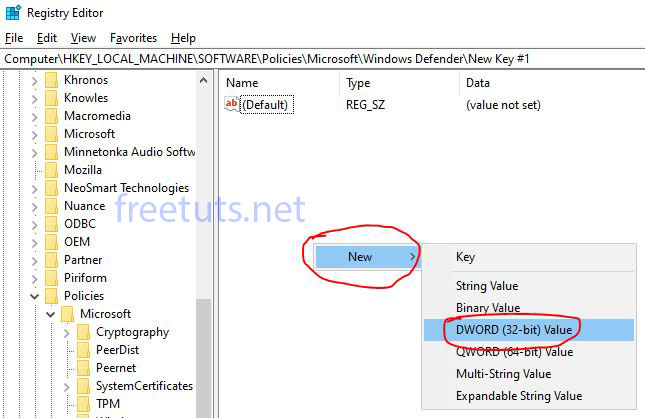 Registry Editor
File Edit View Favorites Help
Computer\HKEY_LOCAL_MACHINE\SOFTWARE\Policies\Microsoft\Windows Defender\New Key #1
Khronos
Knowles
Macromedia
Microsoft
Minnetonka Audio Softw
Mozilla
NeoSmart Technologies
Nuance
ODBC
OEM
Partner
Piriform
Policies
Microsoft
Cryptography
PeerDist
Peernet
SystemCertificates
TPM
Name Type Data
ab (Default) REG_SZ (value not set)
freetuts.net
New
Key
String Value
Binary Value
DWORD (32-bit) Value
QWORD (64-bit) Value
Multi-String Value
Expandable String Value